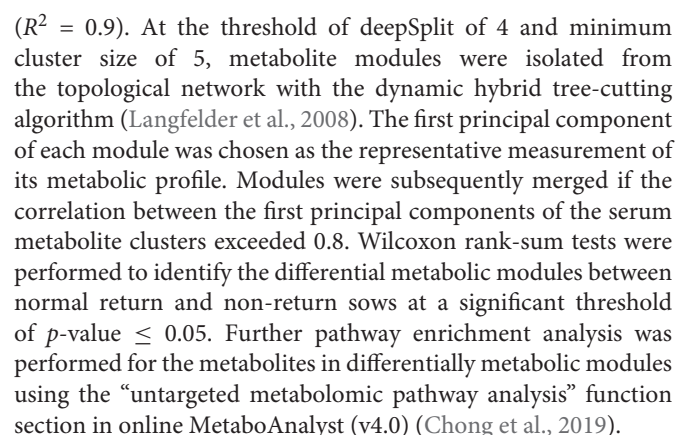 (R² = 0.9). At the threshold of deepSplit of 4 and minimum
cluster size of 5, metabolite modules were isolated from
the topological network with the dynamic hybrid tree-cutting
algorithm (Langfelder et al., 2008). The first principal component
of each module was chosen as the representative measurement of
its metabolic profile. Modules were subsequently merged if the
correlation between the first principal components of the serum
metabolite clusters exceeded 0.8. Wilcoxon rank-sum tests were
performed to identify the differential metabolic modules between
normal return and non-return sows at a significant threshold
of p-value ≤ 0.05. Further pathway enrichment analysis was
performed for the metabolites in differentially metabolic modules
using the “untargeted metabolomic pathway analysis” function
section in online MetaboAnalyst (v4.0) (Chong et al., 2019).